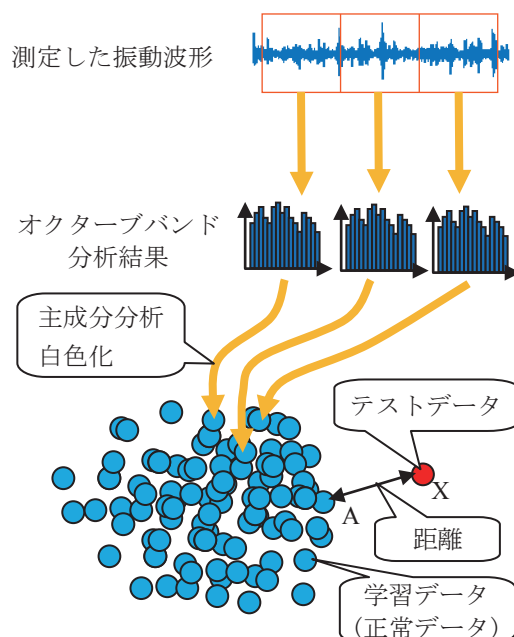 測定した振動波形
オクターブバンド
分析結果
主成分分析
白色化
テストデータ
X
A
距離
学習データ
(正常データ)